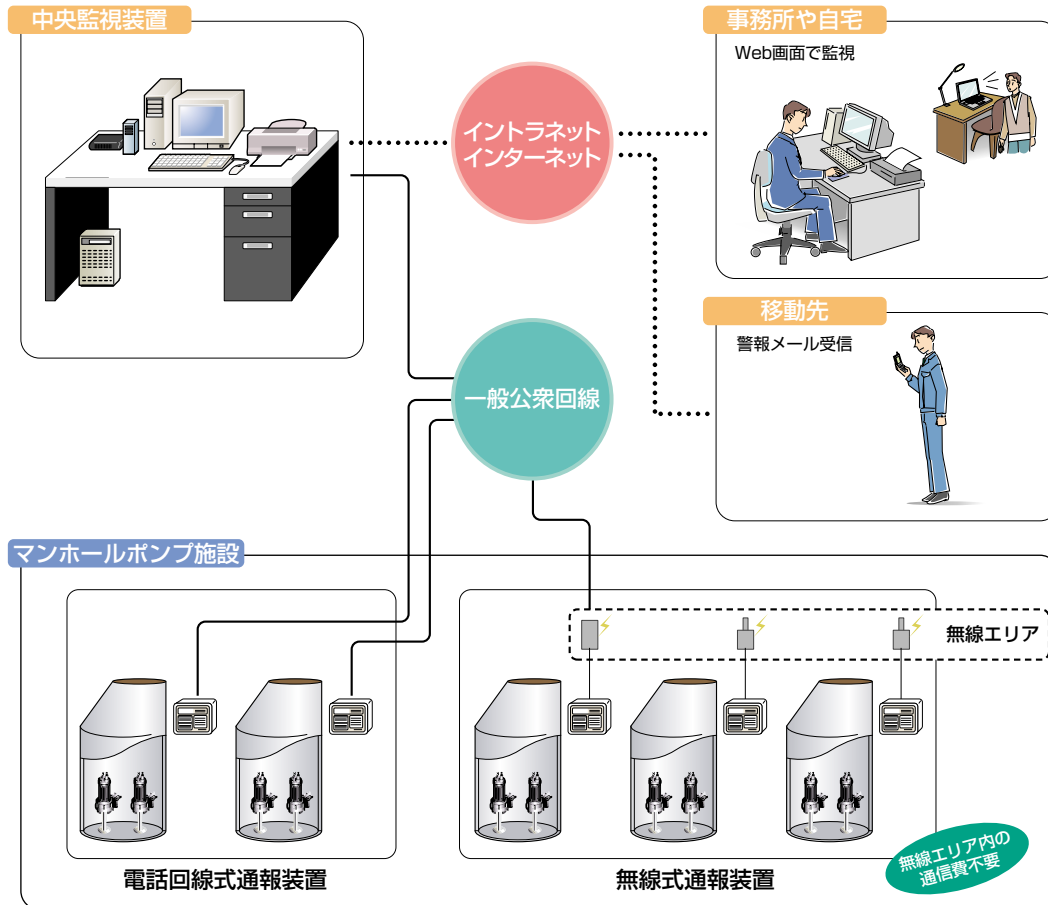 中央監視装置
イントラネット
インターネット
事務所や自宅
Web画面で監視
移動先
警報メール受信
一般公衆回線
マンホールポンプ施設
無線エリア
電話回線式通報装置
無線式通報装置
無線エリア内の
通信費不要